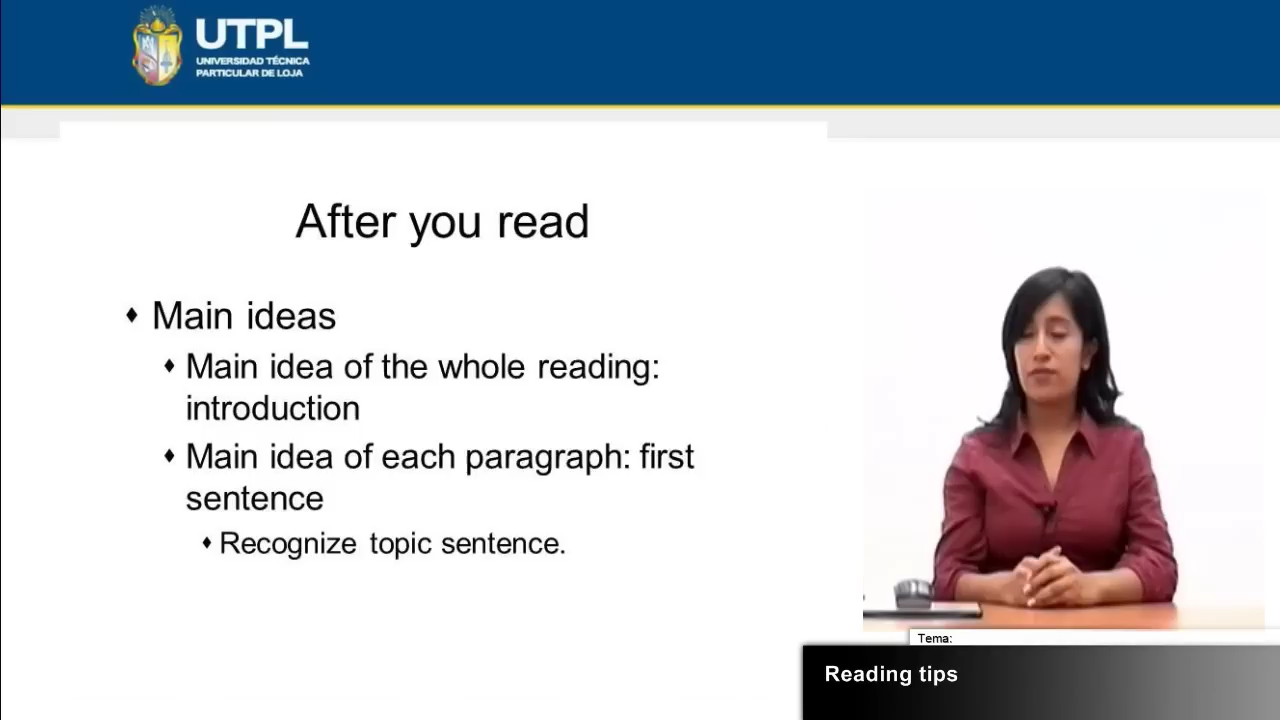 UTPL
UNIVERSIDAD TÉCNICA
PARTICULAR DE LOJA
After you read
Main ideas
Main idea of the whole reading:
introduction
Main idea of each paragraph: first
sentence
Recognize topic sentence.
Tema:
Reading tips